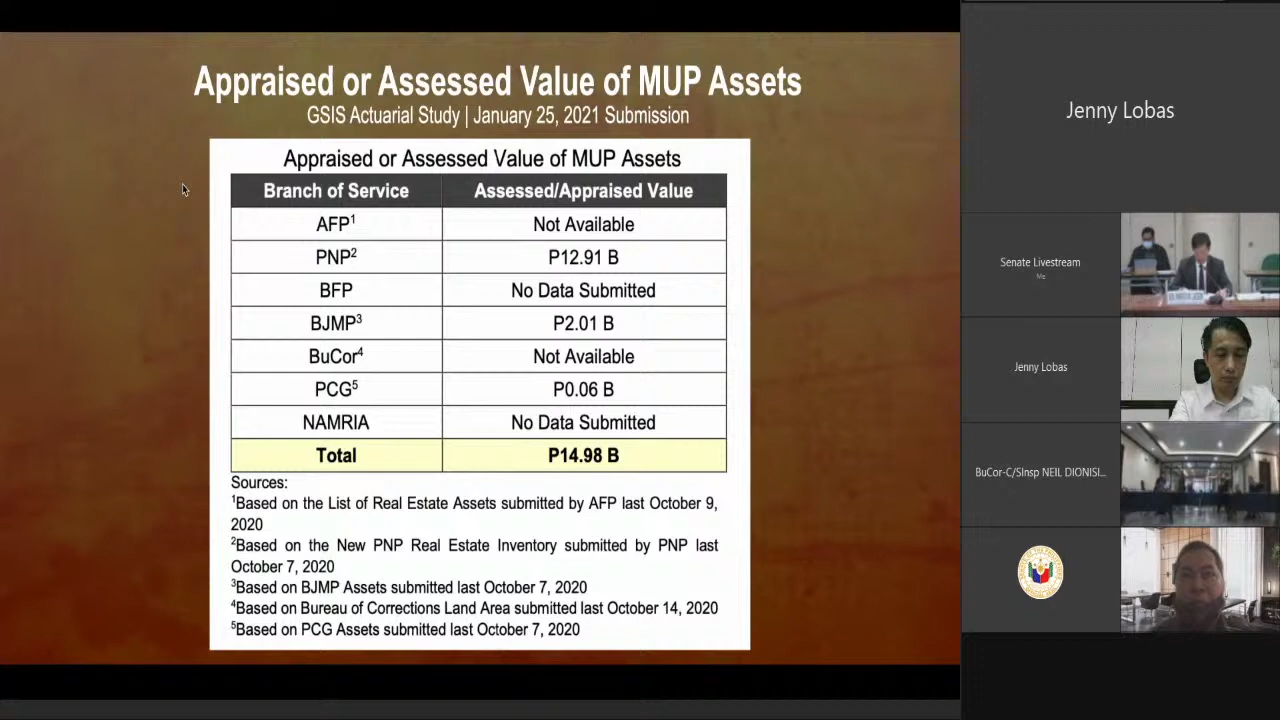 Appraised or Assessed Value of MUP Assets
GSIS Actuarial Study | January 25, 2021 Submission
Appraised or Assessed Value of MUP Assets
Branch of Service Assessed/Appraised Value
AFP¹ Not Available
PNP² P12.91 B
BFP No Data Submitted
BJMP³ P2.01 B
BuCor⁴ Not Available
PCG⁵ P0.06 B
NAMRIA No Data Submitted
Total P14.98 B
Sources:
¹Based on the List of Real Estate Assets submitted by AFP last October 9,
2020
²Based on the New PNP Real Estate Inventory submitted by PNP last
October 7, 2020
³Based on BJMP Assets submitted last October 7, 2020
⁴Based on Bureau of Corrections Land Area submitted last October 14, 2020
⁵Based on PCG Assets submitted last October 7, 2020
Jenny Lobas
Senate Livestream
Me
Jenny Lobas
BuCor-C/SInsp NEIL DIONISI...